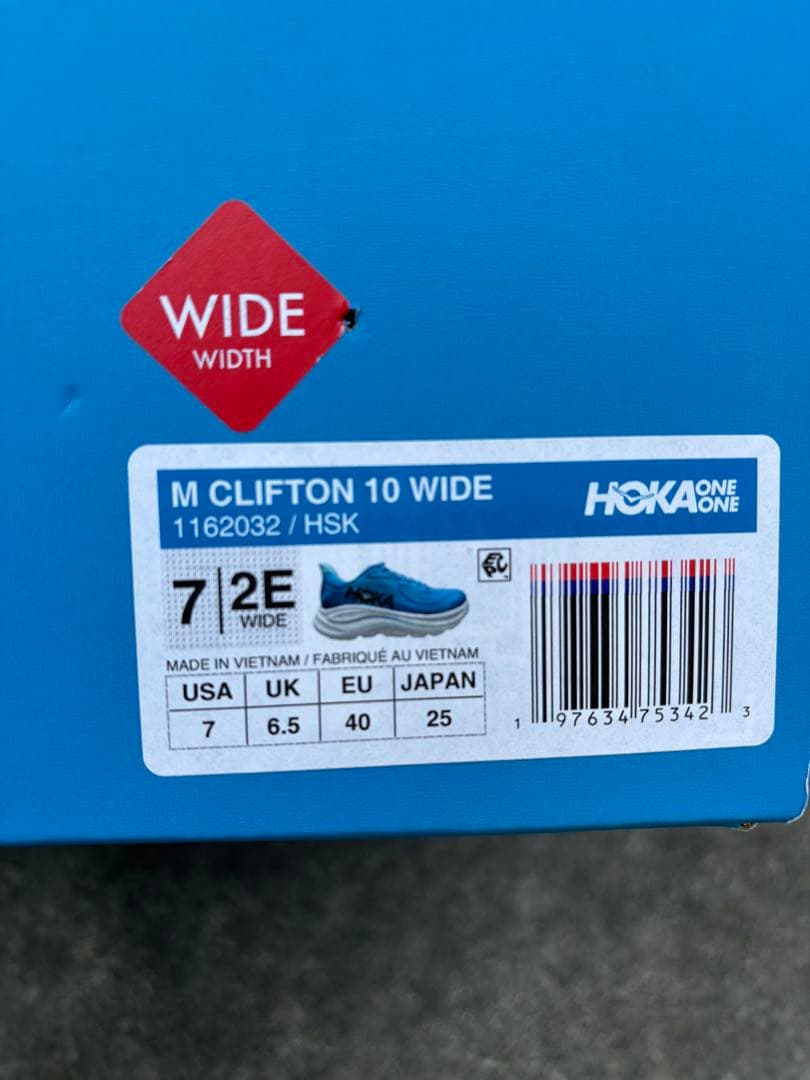 WIDE
WIDTH
M CLIFTON 10 WIDE
1162032 / HSK
HOKA ONE ONE
7 | 2E
WIDE
HOKA
MADE IN VIETNAM / FABRIQUÉ AU VIETNAM
USA UK EU JAPAN
7 6.5 40 25
1 97634 75342 3